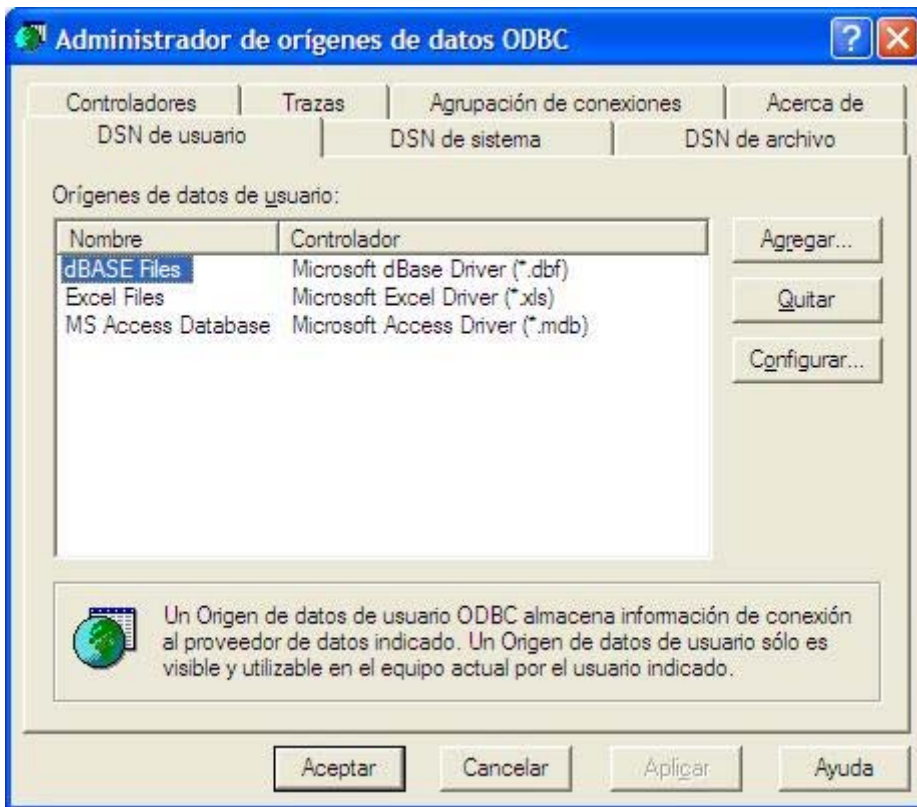 Administrador de orígenes de datos ODBC
Controladores Trazas Agrupación de conexiones Acerca de
DSN de usuario DSN de sistema DSN de archivo
Orígenes de datos de usuario:
Nombre Controlador
dBASE Files Microsoft dBase Driver (*.dbf)
Excel Files Microsoft Excel Driver (*.xls)
MS Access Database Microsoft Access Driver (*.mdb)
Agregar...
Quitar
Configurar...
Un Origen de datos de usuario ODBC almacena información de conexión
al proveedor de datos indicado. Un Origen de datos de usuario sólo es
visible y utilizable en el equipo actual por el usuario indicado.
Aceptar Cancelar Aplicar Ayuda